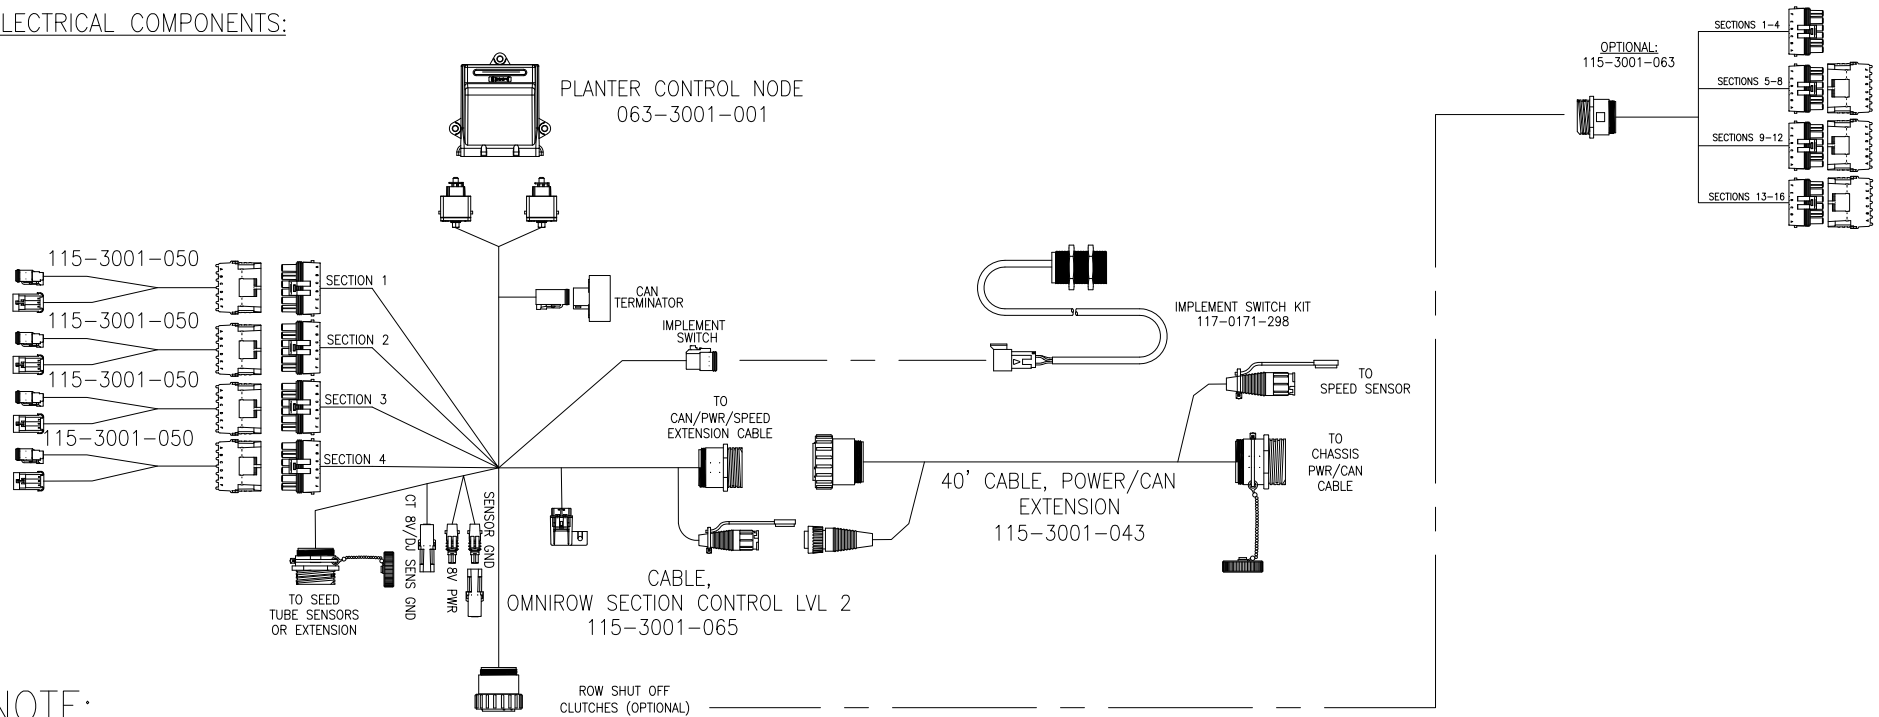 LECTRICAL COMPONENTS:
PLANTER CONTROL NODE
063-3001-001
OPTIONAL:
115-3001-063
SECTIONS 1-4
SECTIONS 5-8
SECTIONS 9-12
SECTIONS 13-16
115-3001-050
SECTION 1
115-3001-050
SECTION 2
115-3001-050
SECTION 3
115-3001-050
SECTION 4
CAN
TERMINATOR
IMPLEMENT
SWITCH
IMPLEMENT SWITCH KIT
117-0171-298
TO
SPEED SENSOR
TO
CAN/PWR/SPEED
EXTENSION CABLE
TO
CHASSIS
PWR/CAN
CABLE
40' CABLE, POWER/CAN
EXTENSION
115-3001-043
CT 8V/DJ SENS GND
8V PWR
SENSOR GND
TO SEED
TUBE SENSORS
OR EXTENSION
CABLE,
OMNIROW SECTION CONTROL LVL 2
115-3001-065
ROW SHUT OFF
CLUTCHES (OPTIONAL)
NOTE: